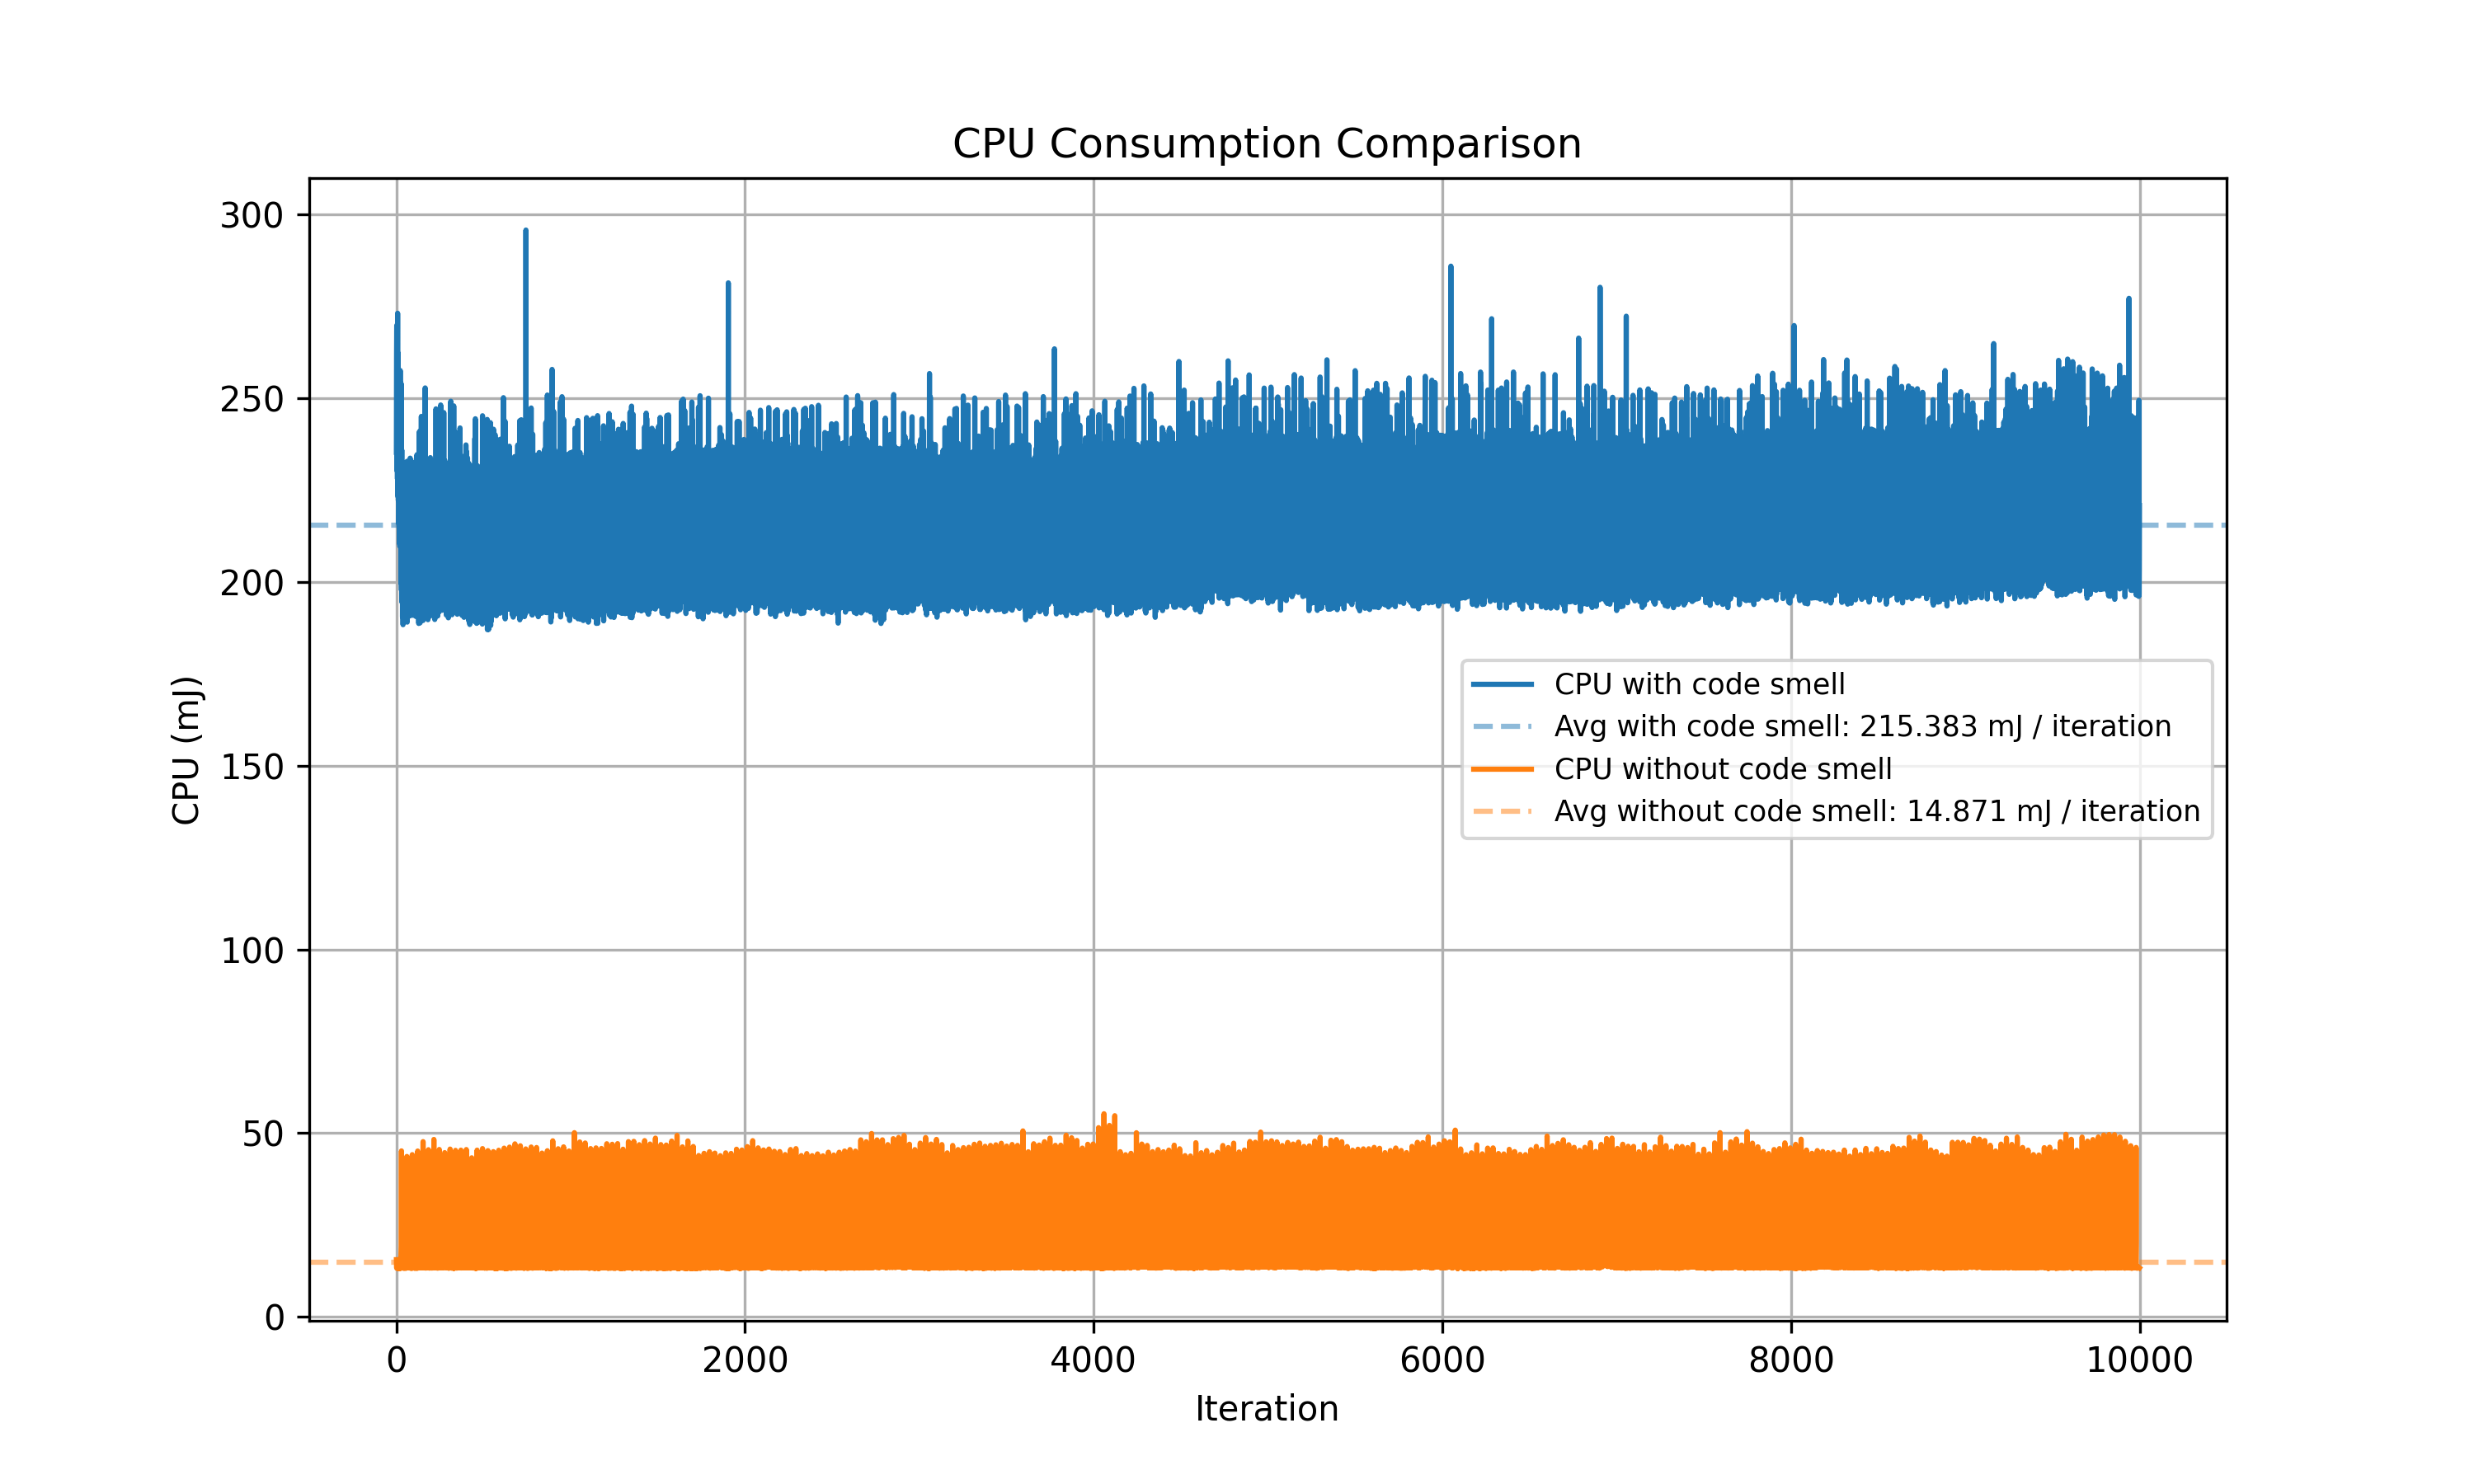 CPU Consumption Comparison
300
250
200
150
100
50
0
CPU (mJ)
CPU with code smell
Avg with code smell: 215.383 mJ / iteration
CPU without code smell
Avg without code smell: 14.871 mJ / iteration
0 2000 4000 6000 8000 10000
Iteration